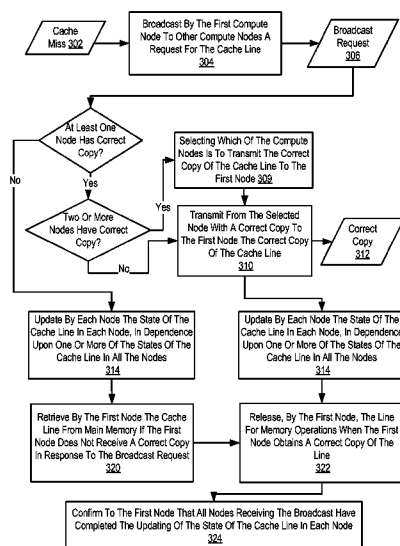 Cache
Miss 302
Broadcast By The First Compute
Node To Other Compute Nodes A
Request For The Cache Line
304
Broadcast
Request
306
At Least One
Node Has Correct
Copy?
No
Yes
Two Or More
Nodes Have Correct
Copy?
Yes
No
Selecting Which Of The Compute
Nodes Is To Transmit The Correct
Copy Of The Cache Line To The
First Node 309
Transmit From The Selected
Node With A Correct Copy To
The First Node The Correct Copy
Of The Cache Line
310
Correct
Copy
312
Update By Each Node The State Of The
Cache Line In Each Node, In Dependence
Upon One Or More Of The States Of The
Cache Line In All The Nodes
314
Update By Each Node The State Of The
Cache Line In Each Node, In Dependence
Upon One Or More Of The States Of The
Cache Line In All The Nodes
314
Retrieve By The First Node The Cache
Line From Main Memory If The First
Node Does Not Receive A Correct Copy
In Response To The Broadcast Request
320
Release, By The First Node, The Line
For Memory Operations When The First
Node Obtains A Correct Copy Of The
Line
322
Confirm To The First Node That All Nodes Receiving The Broadcast Have
Completed The Updating Of The State Of The Cache Line In Each Node
324